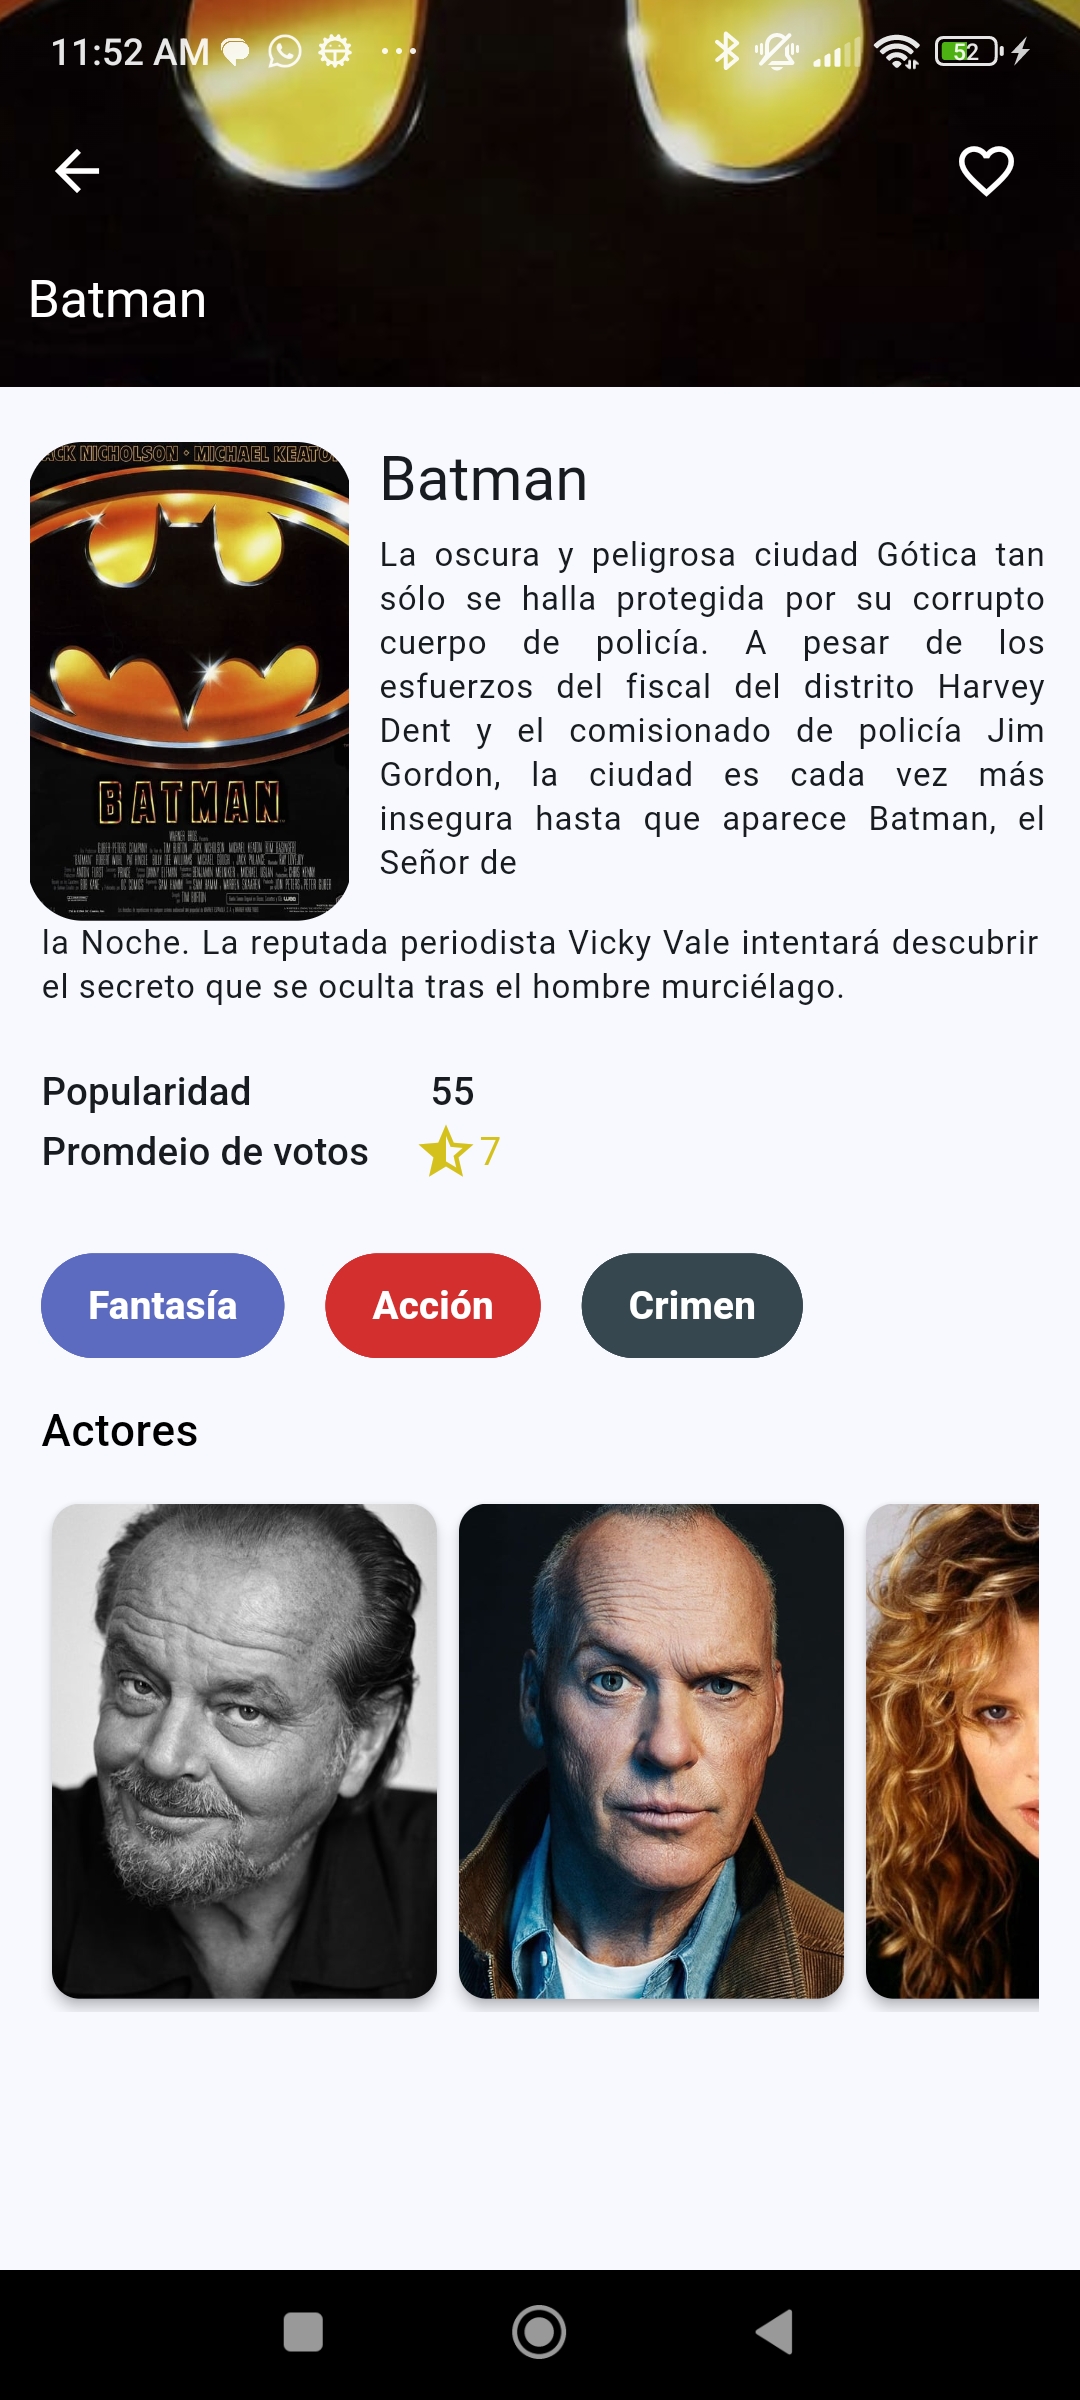 11:52 AM
52
Batman
JACK NICHOLSON • MICHAEL KEATON
BATMAN
Batman
La oscura y peligrosa ciudad Gótica tan
sólo se halla protegida por su corrupto
cuerpo de policía. A pesar de los
esfuerzos del fiscal del distrito Harvey
Dent y el comisionado de policía Jim
Gordon, la ciudad es cada vez más
insegura hasta que aparece Batman, el
Señor de
la Noche. La reputada periodista Vicky Vale intentará descubrir
el secreto que se oculta tras el hombre murciélago.
Popularidad 55
Promdeio de votos 7
Fantasía Acción Crimen
Actores